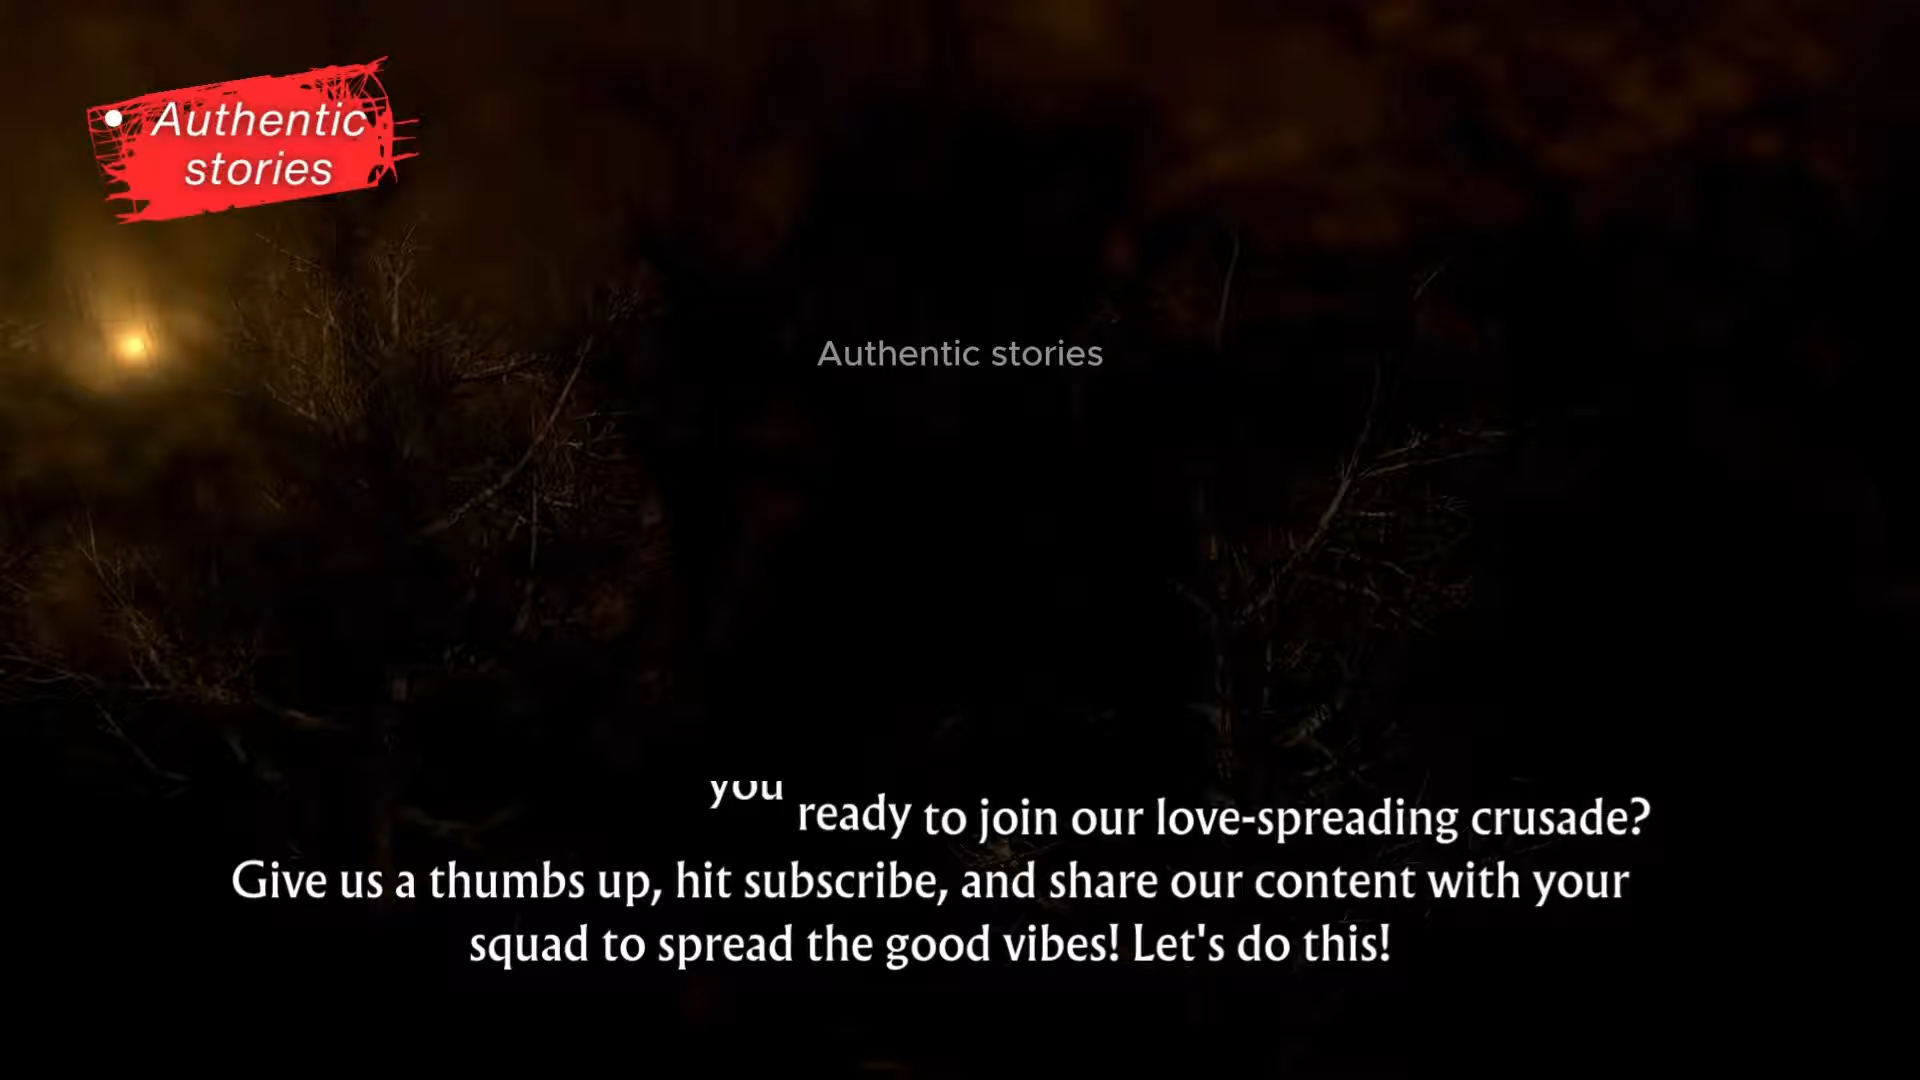 • Authentic
stories
Authentic stories
you ready to join our love-spreading crusade?
Give us a thumbs up, hit subscribe, and share our content with your
squad to spread the good vibes! Let's do this!